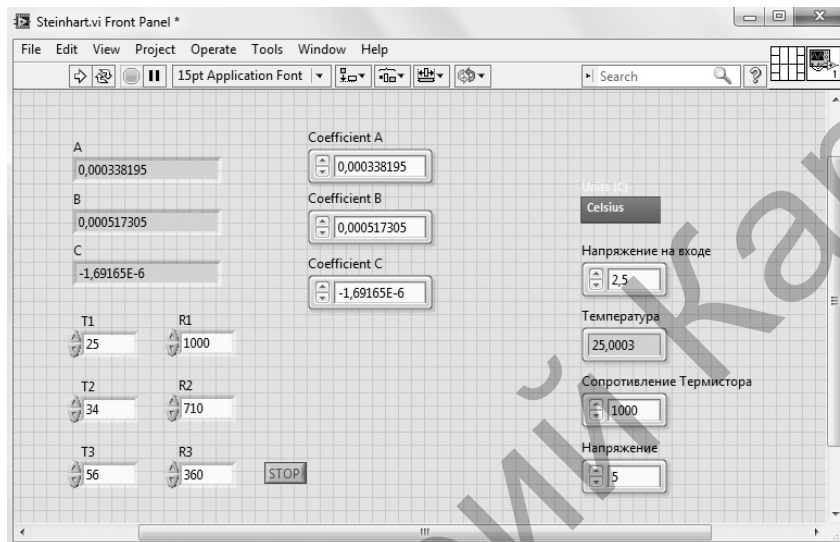 Steinhart.vi Front Panel *
File Edit View Project Operate Tools Window Help
15pt Application Font
Search
1
A
0,000338195
B
0,000517305
C
-1,69165E-6
T1
25
R1
1000
T2
34
R2
710
T3
56
R3
360
STOP
Coefficient A
0,000338195
Coefficient B
0,000517305
Coefficient C
-1,69165E-6
Units (C)
Celsius
Напряжение на входе
2,5
Температура
25,0003
Сопротивление Термистора
1000
Напряжение
5